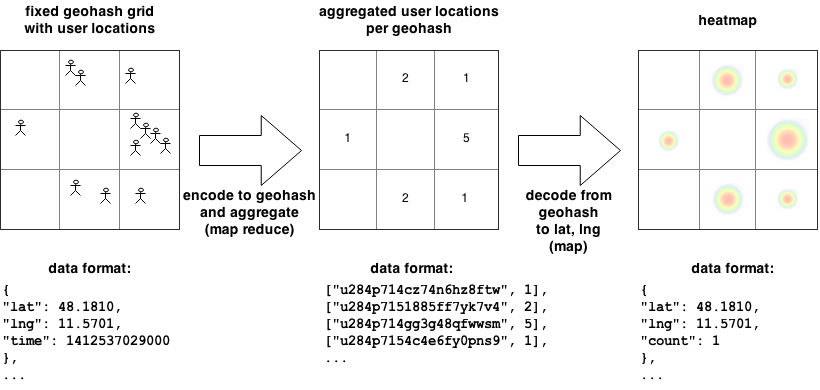 fixed geohash grid
with user locations
aggregated user locations
per geohash
heatmap
2
1
1
5
2
1
encode to geohash
and aggregate
(map reduce)
decode from
geohash
to lat, lng
(map)
data format:
{
"lat": 48.1810,
"lng": 11.5701,
"time": 1412537029000
},
...
data format:
["u284p714cz74n6hz8ftw", 1],
["u284p7151885ff7yk7v4", 2],
["u284p714gg3g48qfwwsm", 5],
["u284p7154c4e6fy0pns9", 1],
...
data format:
{
"lat": 48.1810,
"lng": 11.5701,
"count": 1
},
...